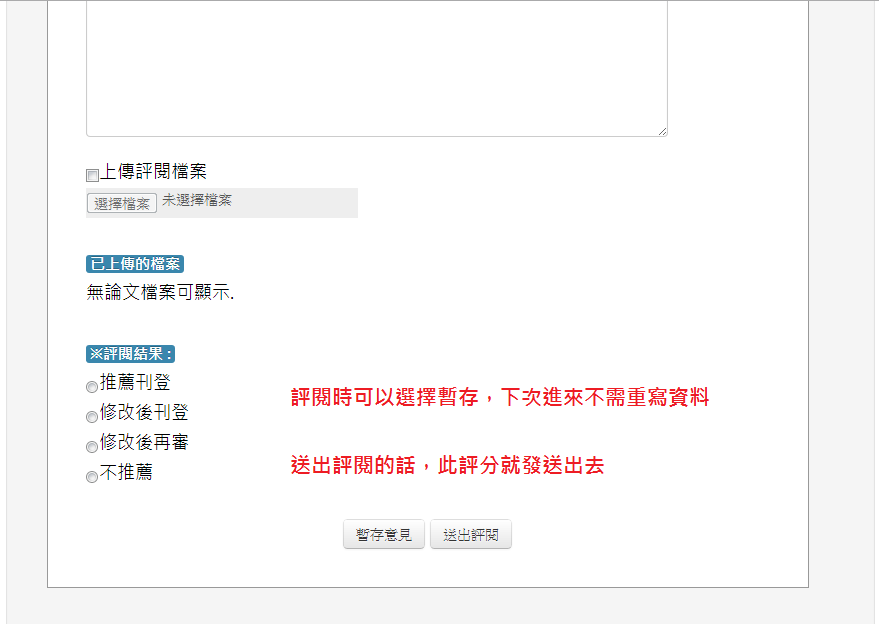 上傳評閱檔案
選擇檔案 未選擇檔案
已上傳的檔案
無論文檔案可顯示.
※評閱結果：
推薦刊登
修改後刊登
修改後再審
不推薦
評閱時可以選擇暫存，下次進來不需重寫資料
送出評閱的話，此評分就發送出去
暫存意見 送出評閱